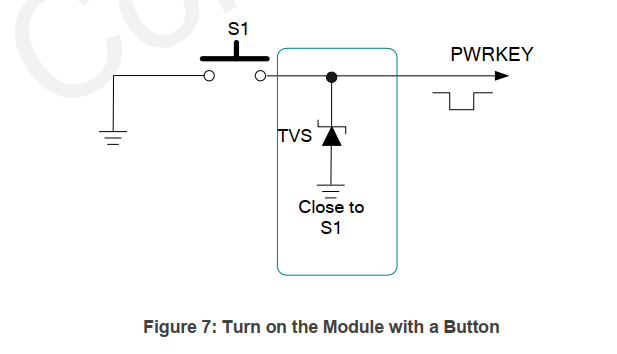 S1
PWRKEY
TVS
Close to
S1
Figure 7: Turn on the Module with a Button